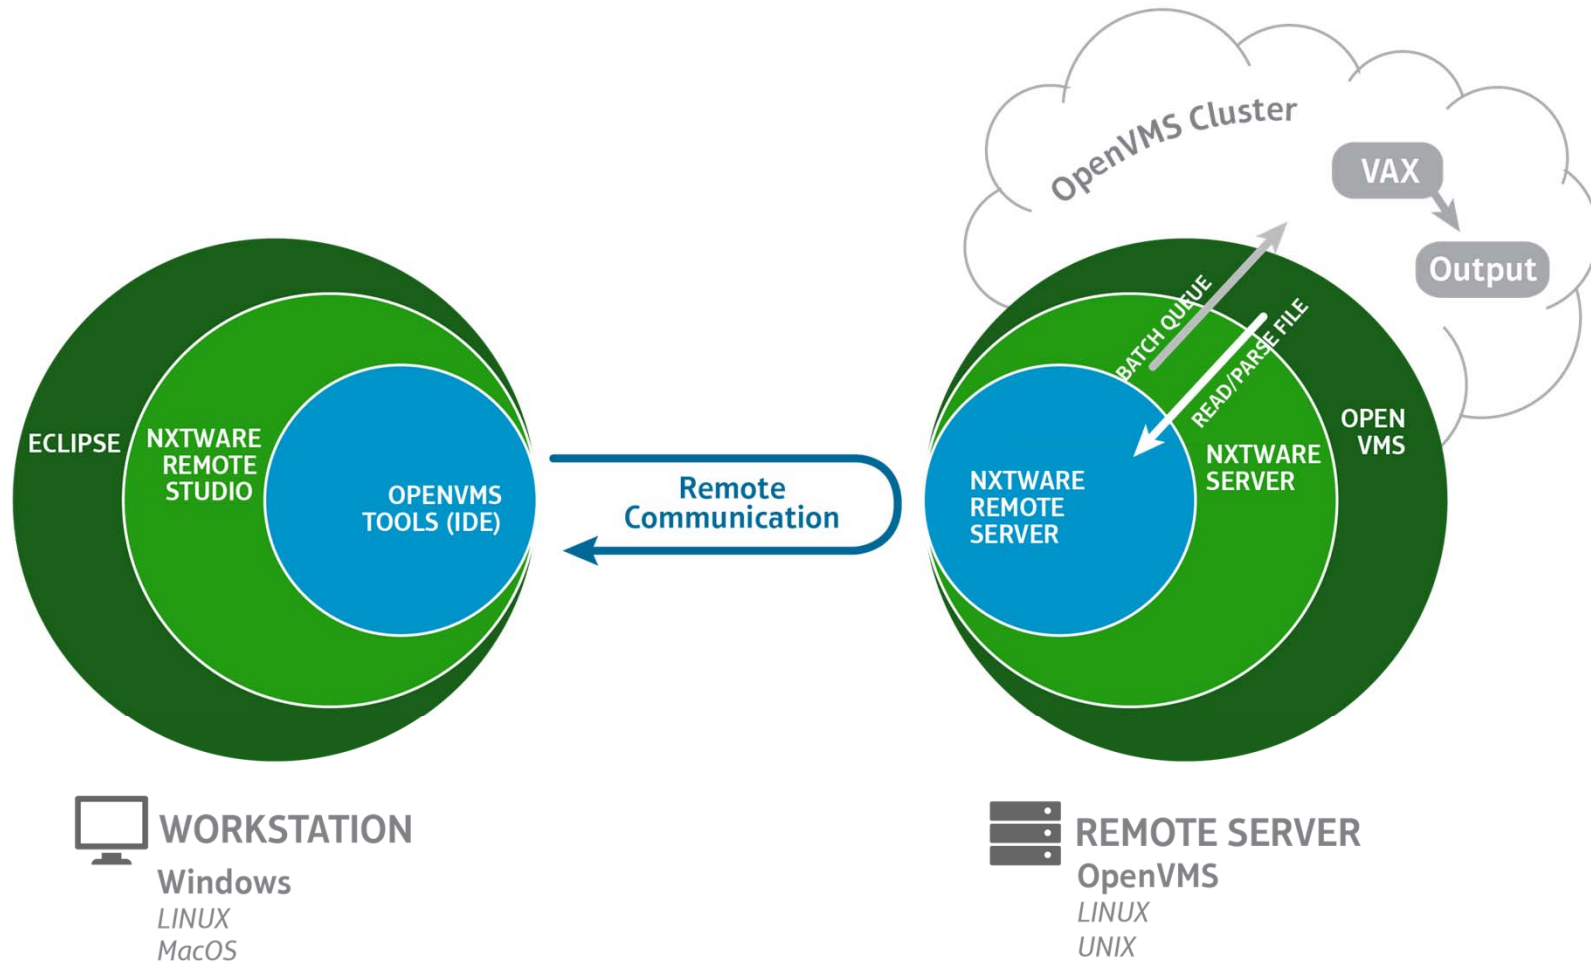 OpenVMS Cluster
VAX
Output
BATCH QUEUE
READ/PARSE FILE
ECLIPSE
NXTWARE
REMOTE
STUDIO
OPENVMS
TOOLS (IDE)
Remote
Communication
NXTWARE
REMOTE
SERVER
NXTWARE
SERVER
OPEN
VMS
WORKSTATION
Windows
LINUX
MacOS
REMOTE SERVER
OpenVMS
LINUX
UNIX